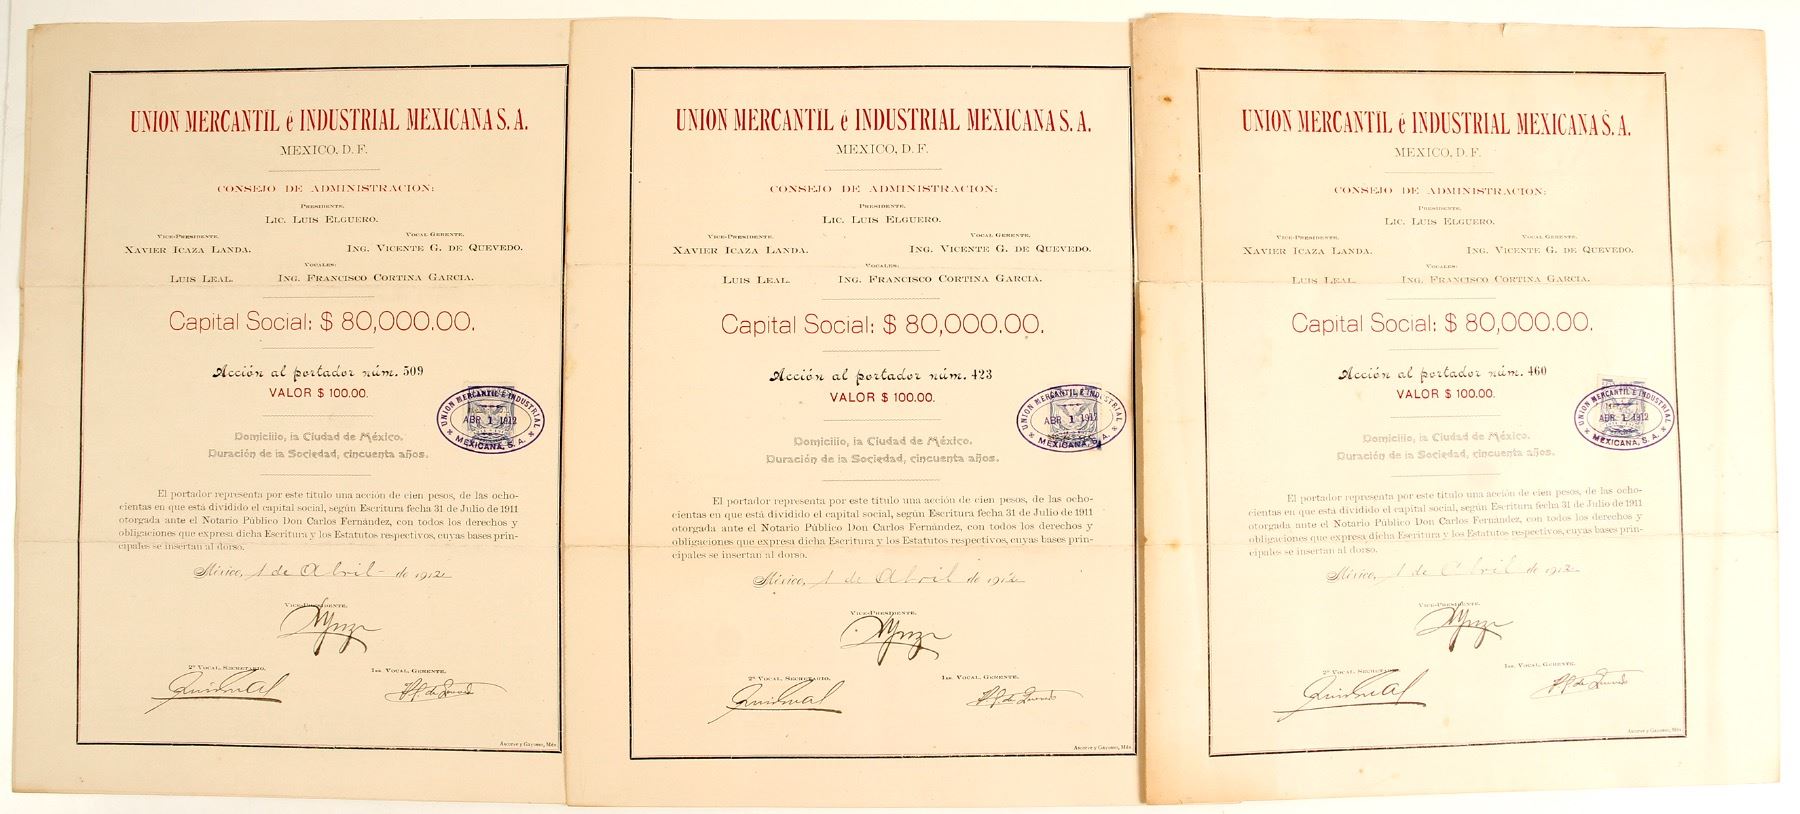 UNION MERCANTIL é INDUSTRIAL MEXICANA S. A.
MEXICO, D. F.
CONSEJO DE ADMINISTRACION:
PRESIDENTE.
LIC. LUIS ELGUERO.
VICE-PRESIDENTE. VOCAL GERENTE.
XAVIER ICAZA LANDA. ING. VICENTE G. DE QUEVEDO.
VOCALES:
LUIS LEAL. ING. FRANCISCO CORTINA GARCIA.
Capital Social: $ 80,000.00.
Acción al portador núm. 509
VALOR $ 100.00.
UNION MERCANTIL É INDUSTRIAL
ABR 1 1912
MEXICANA, S. A.
Domicilio, la Ciudad de México.
Duración de la Sociedad, cincuenta años.
El portador representa por este título una acción de cien pesos, de las ocho-
cientas en que está dividido el capital social, según Escritura fecha 31 de Julio de 1911
otorgada ante el Notario Público Don Carlos Fernández, con todos los derechos y
obligaciones que expresa dicha Escritura y los Estatutos respectivos, cuyas bases prin-
cipales se insertan al dorso.
México, 1 de Abril de 1912
VICE-PRESIDENTE.
2º VOCAL, SECRETARIO. 1er. VOCAL, GERENTE.
UNION MERCANTIL é INDUSTRIAL MEXICANA S. A.
MEXICO, D. F.
CONSEJO DE ADMINISTRACION:
PRESIDENTE.
LIC. LUIS ELGUERO.
VICE-PRESIDENTE. VOCAL GERENTE.
XAVIER ICAZA LANDA. ING. VICENTE G. DE QUEVEDO.
VOCALES:
LUIS LEAL. ING. FRANCISCO CORTINA GARCIA.
Capital Social: $ 80,000.00.
Acción al portador núm. 423
VALOR $ 100.00.
UNION MERCANTIL É INDUSTRIAL
ABR 1 1912
MEXICANA, S. A.
Domicilio, la Ciudad de México.
Duración de la Sociedad, cincuenta años.
El portador representa por este título una acción de cien pesos, de las ocho-
cientas en que está dividido el capital social, según Escritura fecha 31 de Julio de 1911
otorgada ante el Notario Público Don Carlos Fernández, con todos los derechos y
obligaciones que expresa dicha Escritura y los Estatutos respectivos, cuyas bases prin-
cipales se insertan al dorso.
México, 1 de Abril de 1912
VICE-PRESIDENTE.
2º VOCAL, SECRETARIO. 1er. VOCAL, GERENTE.
UNION MERCANTIL é INDUSTRIAL MEXICANA S. A.
MEXICO, D. F.
CONSEJO DE ADMINISTRACION:
PRESIDENTE.
LIC. LUIS ELGUERO.
VICE-PRESIDENTE. VOCAL GERENTE.
XAVIER ICAZA LANDA. ING. VICENTE G. DE QUEVEDO.
VOCALES:
LUIS LEAL. ING. FRANCISCO CORTINA GARCIA.
Capital Social: $ 80,000.00.
Acción al portador núm. 460
VALOR $ 100.00.
UNION MERCANTIL É INDUSTRIAL
ABR 1 1912
MEXICANA, S. A.
Domicilio, la Ciudad de México.
Duración de la Sociedad, cincuenta años.
El portador representa por este título una acción de cien pesos, de las ocho-
cientas en que está dividido el capital social, según Escritura fecha 31 de Julio de 1911
otorgada ante el Notario Público Don Carlos Fernández, con todos los derechos y
obligaciones que expresa dicha Escritura y los Estatutos respectivos, cuyas bases prin-
cipales se insertan al dorso.
México, 1 de Abril de 1912
VICE-PRESIDENTE.
2º VOCAL, SECRETARIO. 1er. VOCAL, GERENTE.